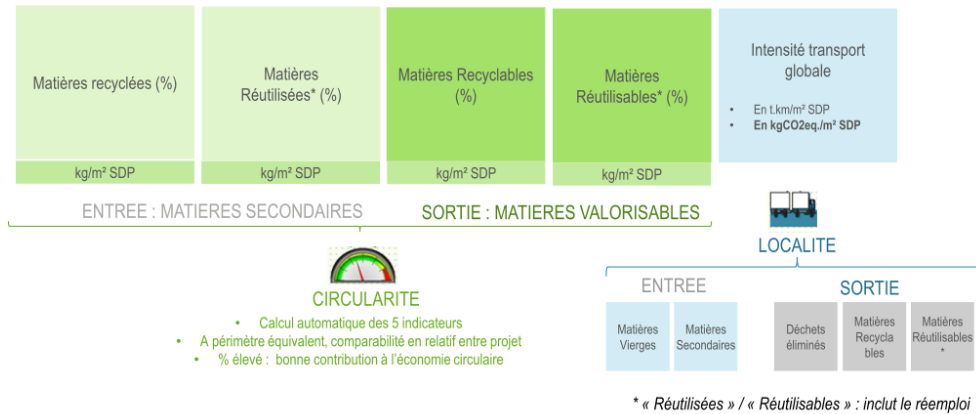 Matières recyclées (%)
kg/m² SDP
Matières
Réutilisées* (%)
kg/m² SDP
Matières Recyclables
(%)
kg/m² SDP
Matières
Réutilisables* (%)
kg/m² SDP
Intensité transport
globale
• En t.km/m² SDP
• En kgCO2eq./m² SDP
ENTREE : MATIERES SECONDAIRES
SORTIE : MATIERES VALORISABLES
CIRCULARITE
• Calcul automatique des 5 indicateurs
• A périmètre équivalent, comparabilité en relatif entre projet
• % élevé : bonne contribution à l'économie circulaire
LOCALITE
ENTREE
Matières
Vierges
Matières
Secondaires
SORTIE
Déchets
éliminés
Matières
Recycla
bles
Matières
Réutilisables
*
* « Réutilisées » / « Réutilisables » : inclut le réemploi